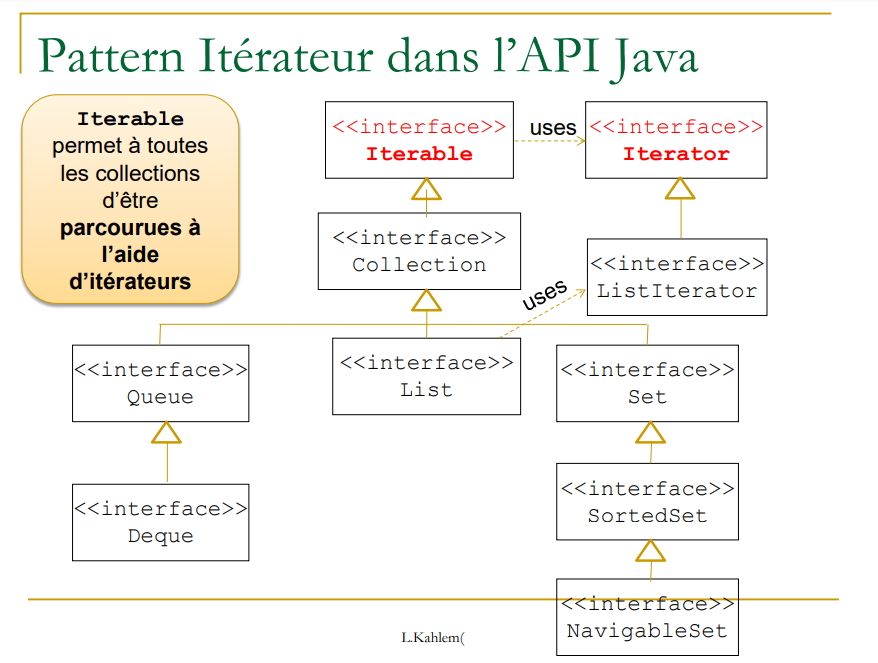 Pattern Itérateur dans l'API Java
Iterable
permet à toutes
les collections
d'être
parcourues à
l'aide
d'itérateurs
<<interface>>
Iterable
uses
<<interface>>
Iterator
<<interface>>
Collection
<<interface>>
ListIterator
uses
<<interface>>
Queue
<<interface>>
List
<<interface>>
Set
<<interface>>
Deque
<<interface>>
SortedSet
<<interface>>
NavigableSet
L.Kahlem(